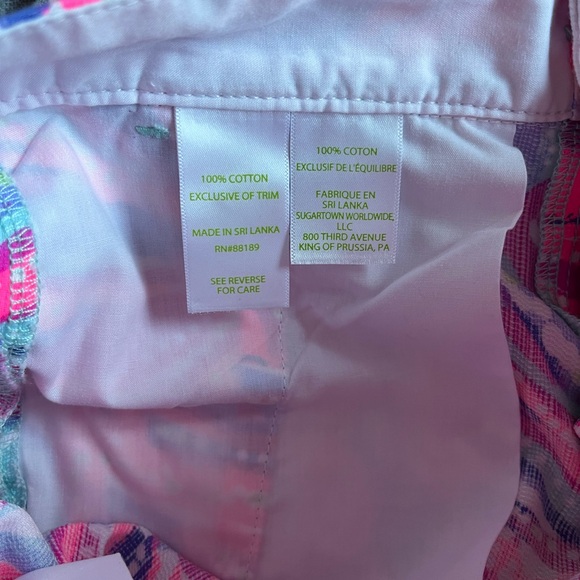 100% COTTON
EXCLUSIVE OF TRIM
MADE IN SRI LANKA
RN#88189
SEE REVERSE
FOR CARE
100% COTON
EXCLUSIF DE L'ÉQUILIBRE
FABRIQUE EN
SRI LANKA
SUGARTOWN WORLDWIDE,
LLC
800 THIRD AVENUE
KING OF PRUSSIA, PA